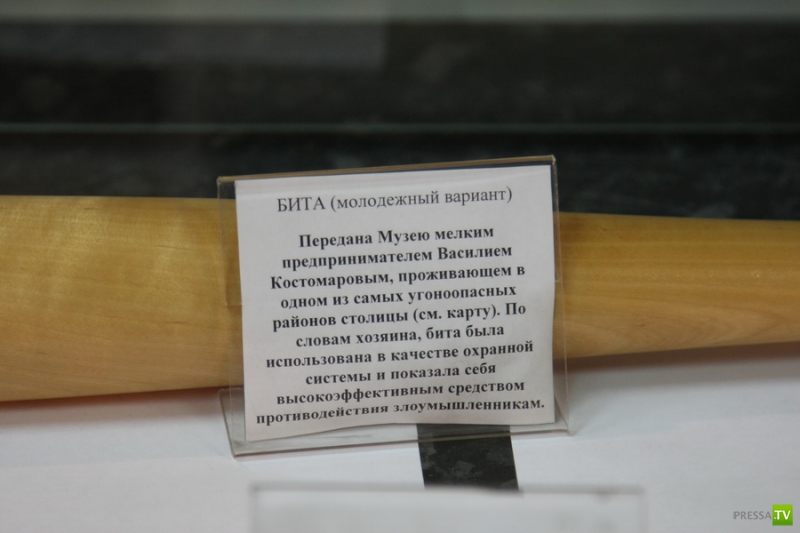 БИТА (молодежный вариант)
Передана Музею мелким
предпринимателем Василием
Костомаровым, проживающем в
одном из самых угоноопасных
районов столицы (см. карту). По
словам хозяина, бита была
использована в качестве охранной
системы и показала себя
высокоэффективным средством
противодействия злоумышленникам.
PRESSA.TV